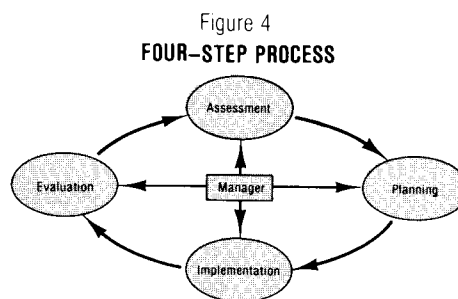 Figure 4
FOUR-STEP PROCESS
Assessment
Evaluation
Manager
Planning
Implementation